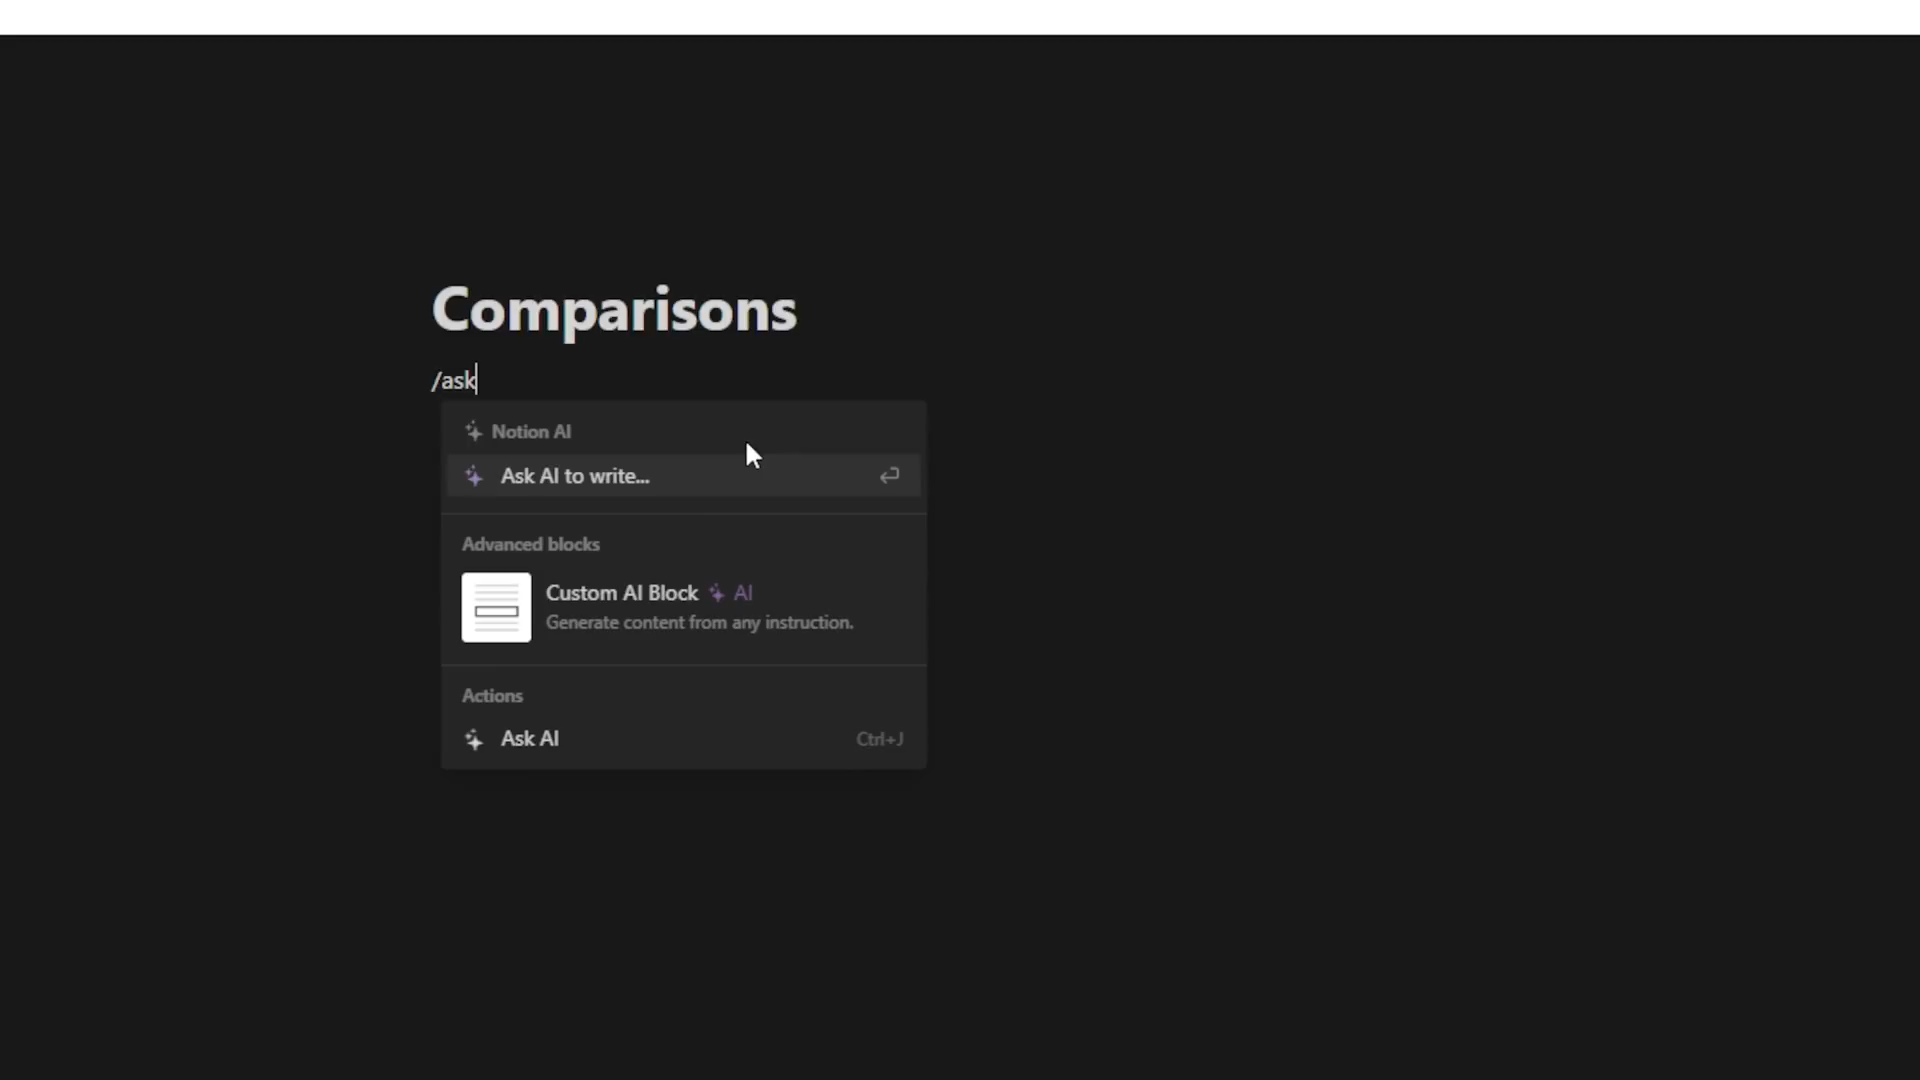 Comparisons
/ask
Notion AI
Ask AI to write...
Advanced blocks
Custom AI Block AI
Generate content from any instruction.
Actions
Ask AI Ctrl+J